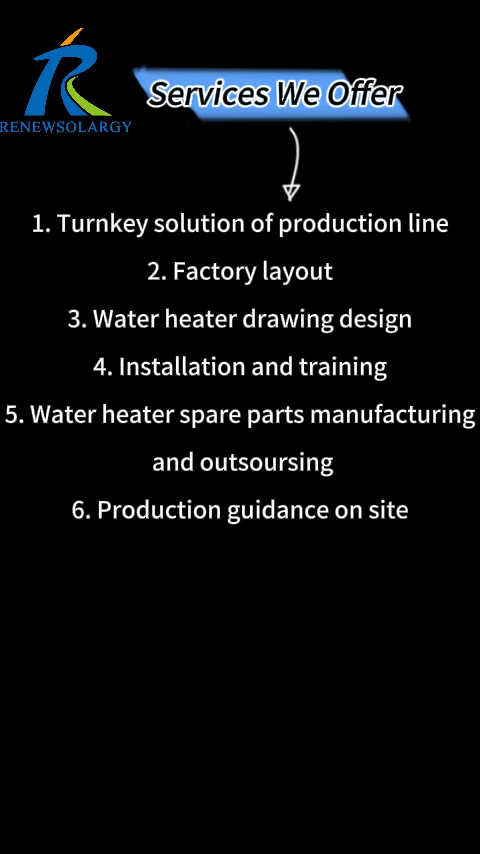 RENEWSOLARGY
Services We Offer
1. Turnkey solution of production line
2. Factory layout
3. Water heater drawing design
4. Installation and training
5. Water heater spare parts manufacturing
and outsoursing
6. Production guidance on site